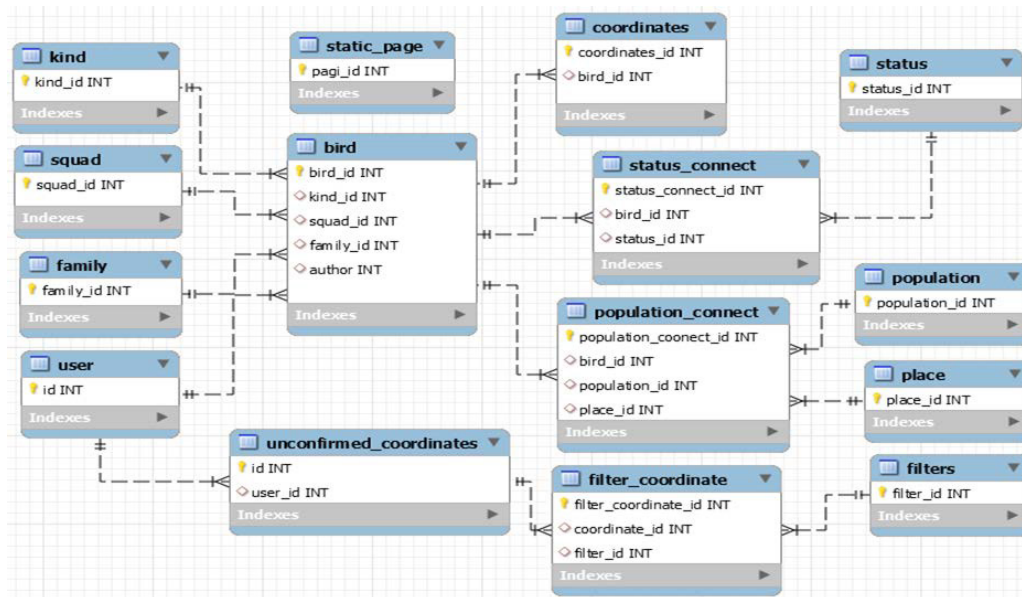 kind
kind_id INT
Indexes
squad
squad_id INT
Indexes
family
family_id INT
Indexes
user
id INT
Indexes
static_page
pagi_id INT
Indexes
bird
bird_id INT
kind_id INT
squad_id INT
family_id INT
author INT
Indexes
unconfirmed_coordinates
id INT
user_id INT
Indexes
coordinates
coordinates_id INT
bird_id INT
Indexes
status_connect
status_connect_id INT
bird_id INT
status_id INT
Indexes
population_connect
population_coonect_id INT
bird_id INT
population_id INT
place_id INT
Indexes
filter_coordinate
filter_coordinate_id INT
coordinate_id INT
filter_id INT
Indexes
status
status_id INT
Indexes
population
population_id INT
Indexes
place
place_id INT
Indexes
filters
filter_id INT
Indexes